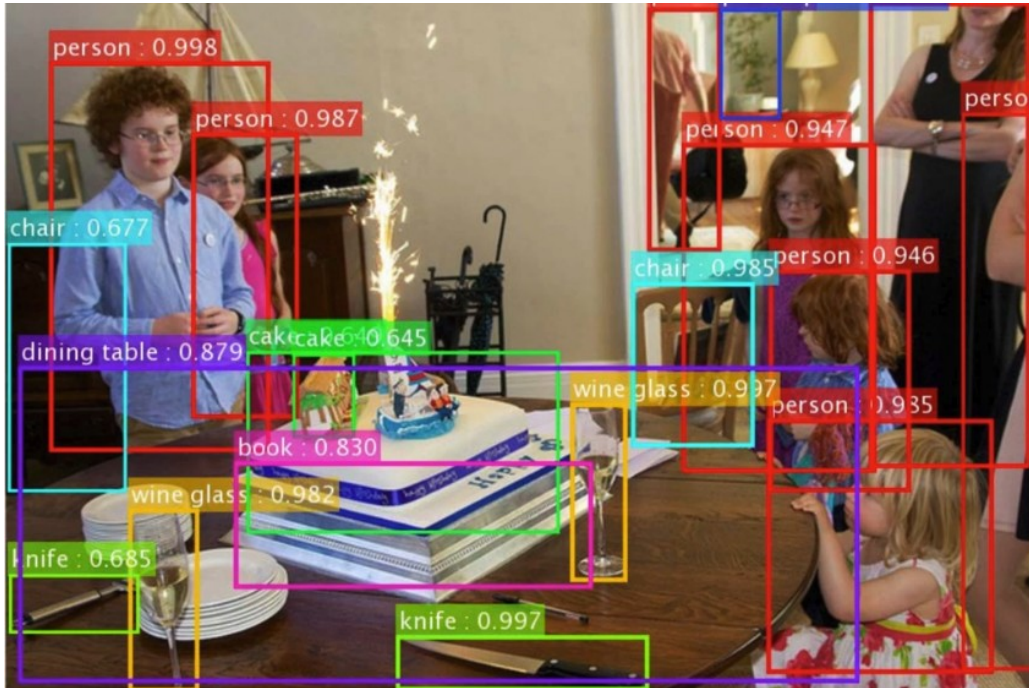 person : 0.998
person : 0.987
person : 0.947
perso
chair : 0.677
chair : 0.985
person : 0.946
cake
cake : 0.645
dining table : 0.879
wine glass : 0.997
person : 0.985
book : 0.830
wine glass : 0.982
knife : 0.685
knife : 0.997